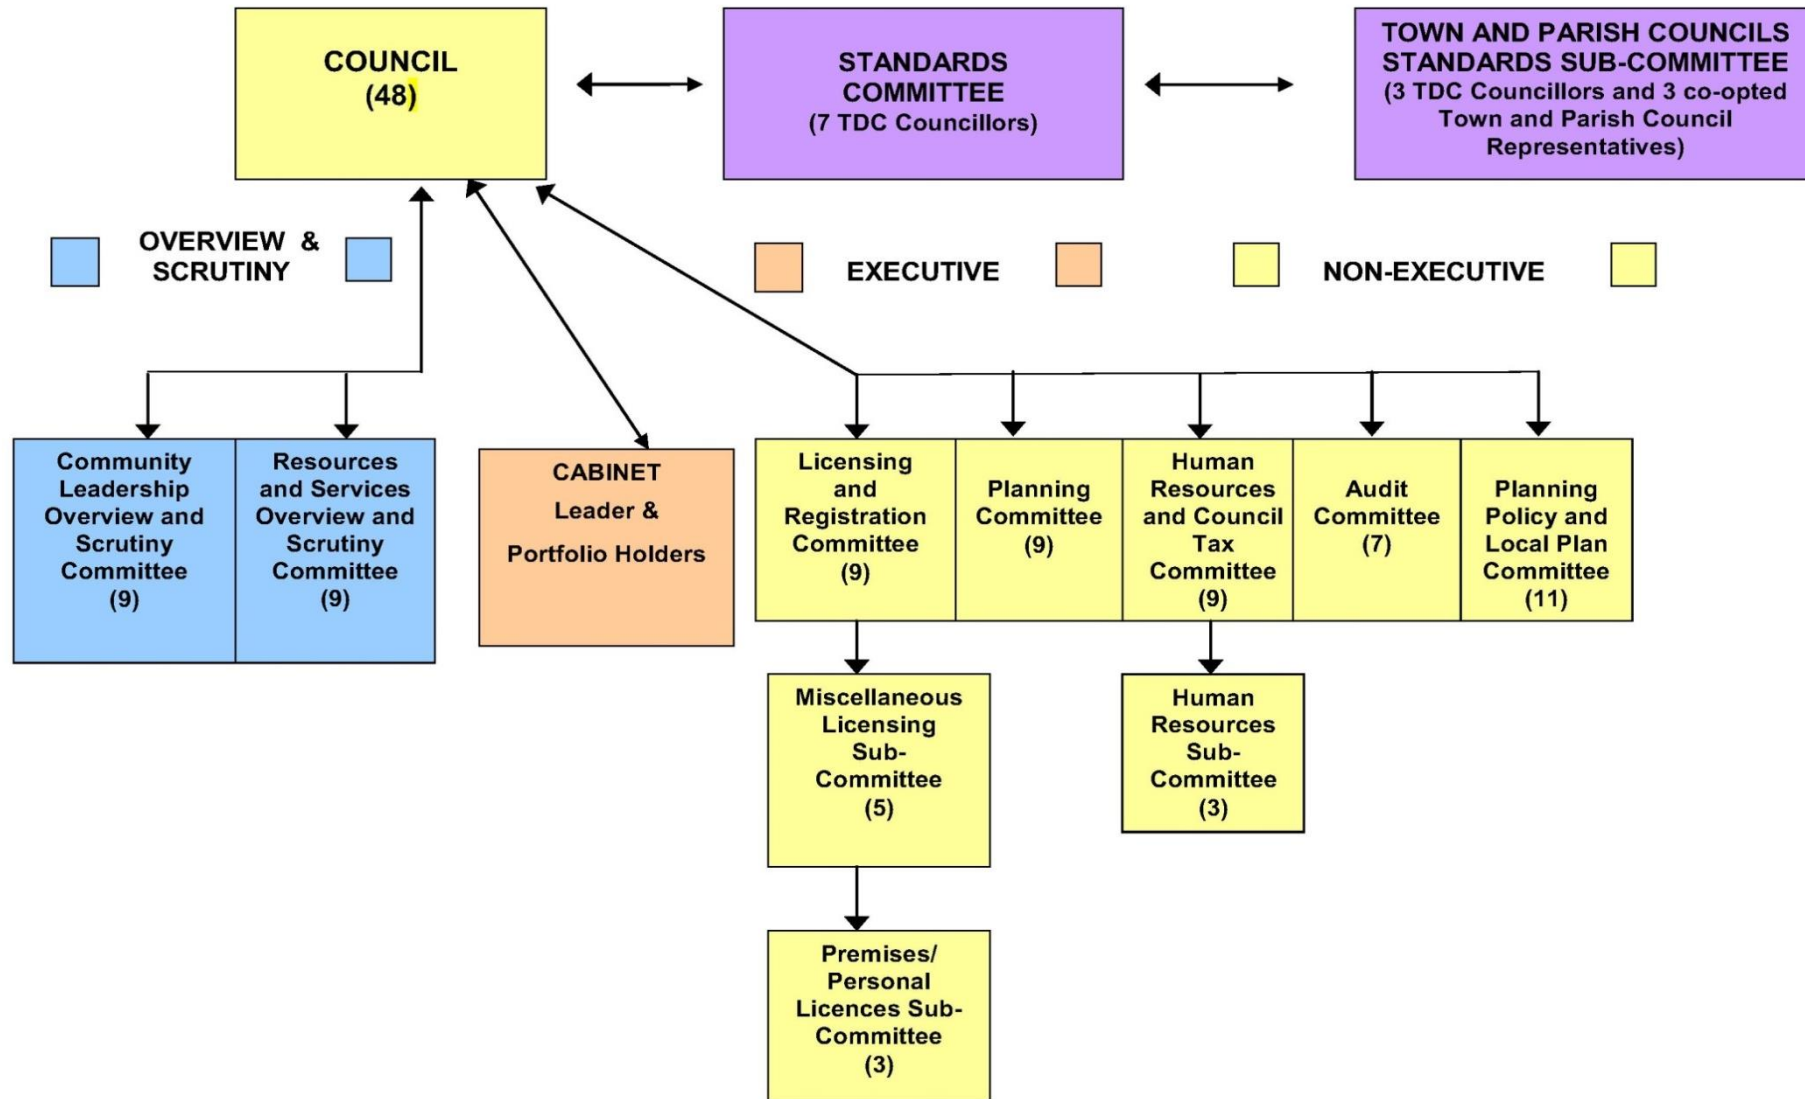 COUNCIL
(48)
STANDARDS
COMMITTEE
(7 TDC Councillors)
TOWN AND PARISH COUNCILS
STANDARDS SUB-COMMITTEE
(3 TDC Councillors and 3 co-opted
Town and Parish Council
Representatives)
OVERVIEW &
SCRUTINY
EXECUTIVE
NON-EXECUTIVE
Community
Leadership
Overview and
Scrutiny
Committee
(9)
Resources
and Services
Overview and
Scrutiny
Committee
(9)
CABINET
Leader &
Portfolio Holders
Licensing
and
Registration
Committee
(9)
Planning
Committee
(9)
Human
Resources
and Council
Tax
Committee
(9)
Audit
Committee
(7)
Planning
Policy and
Local Plan
Committee
(11)
Miscellaneous
Licensing
Sub-
Committee
(5)
Human
Resources
Sub-
Committee
(3)
Premises/
Personal
Licences Sub-
Committee
(3)